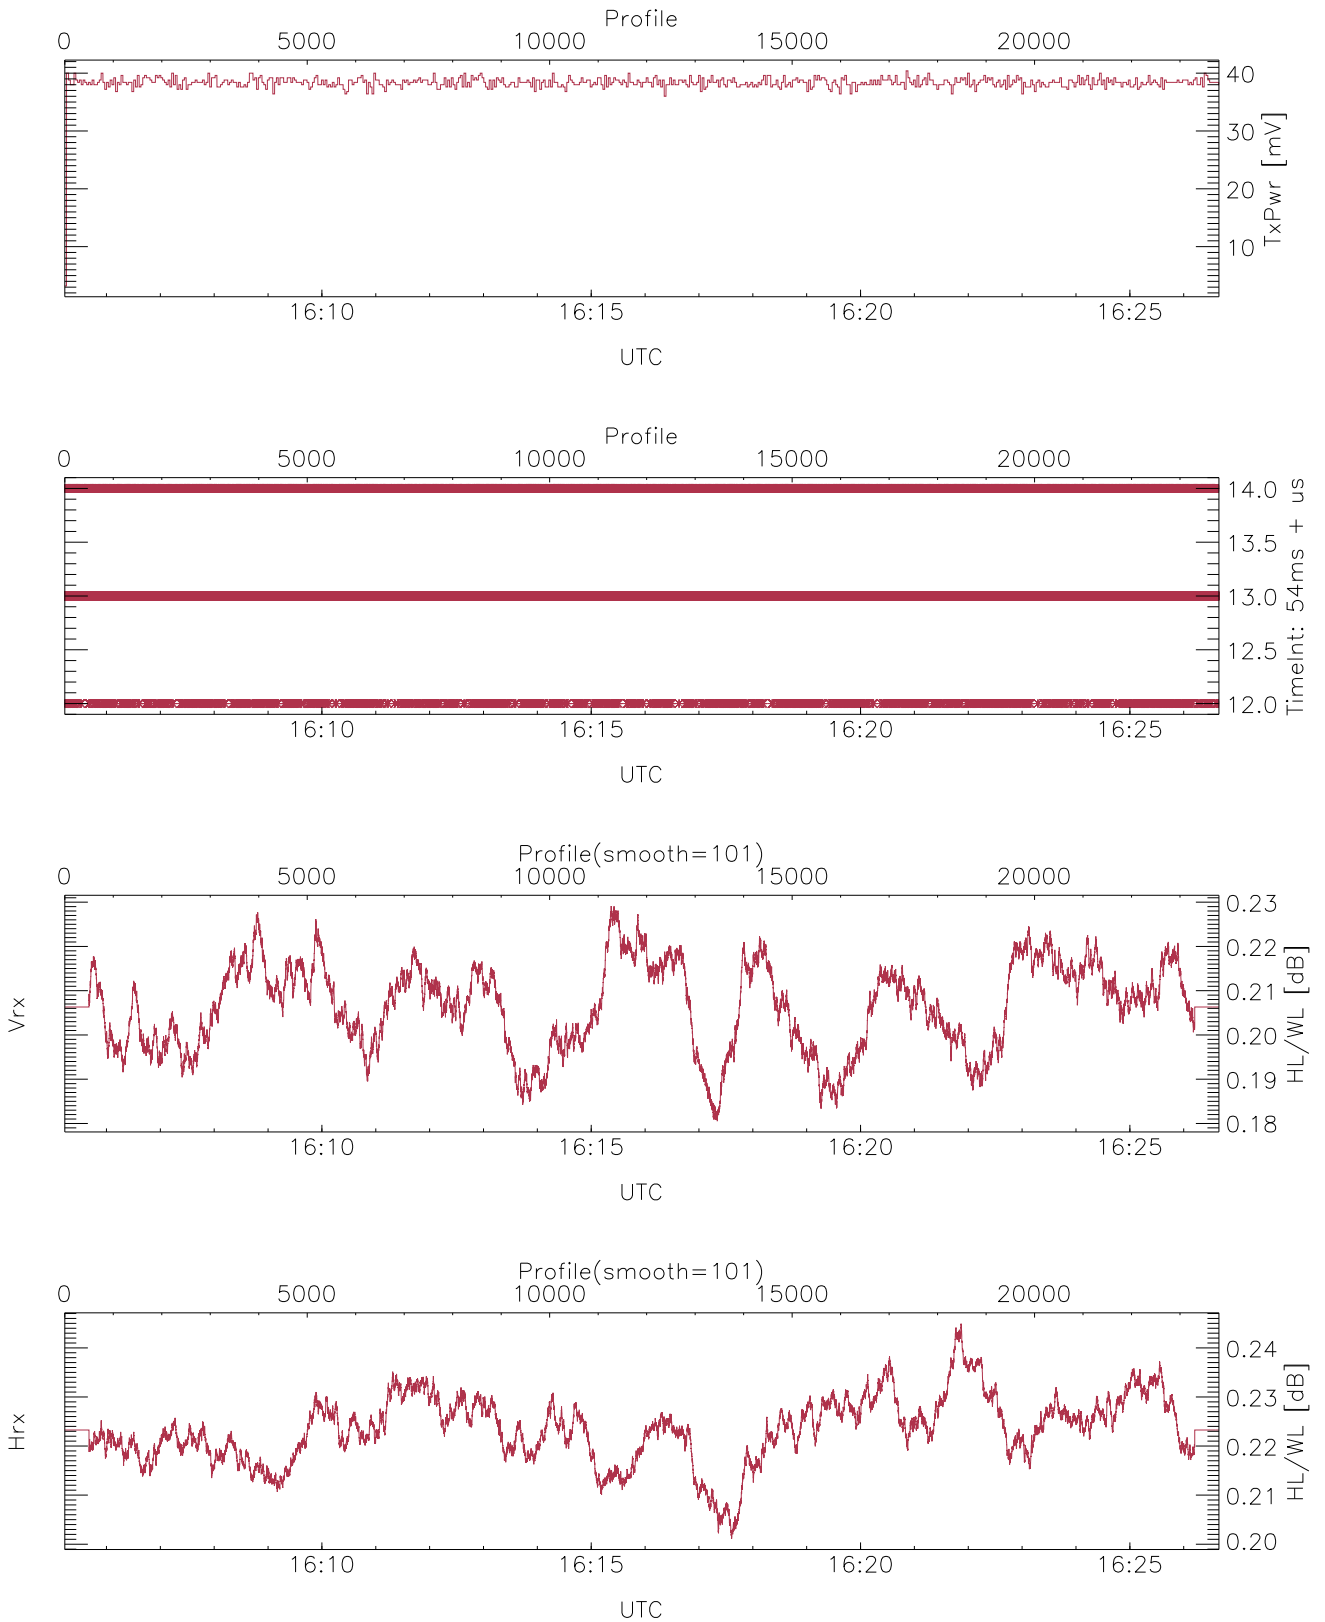 Profile
0 5000 10000 15000 20000
40
30
20
10
TxPwr [mV]
16:10 16:15 16:20 16:25
UTC
Profile
0 5000 10000 15000 20000
14.0
13.5
13.0
12.5
12.0
TimeInt: 54ms + us
16:10 16:15 16:20 16:25
UTC
Profile(smooth=101)
0 5000 10000 15000 20000
Vrx
0.23
0.22
0.21
0.20
0.19
0.18
HL/WL [dB]
16:10 16:15 16:20 16:25
UTC
Profile(smooth=101)
0 5000 10000 15000 20000
Hrx
0.24
0.23
0.22
0.21
0.20
HL/WL [dB]
16:10 16:15 16:20 16:25
UTC